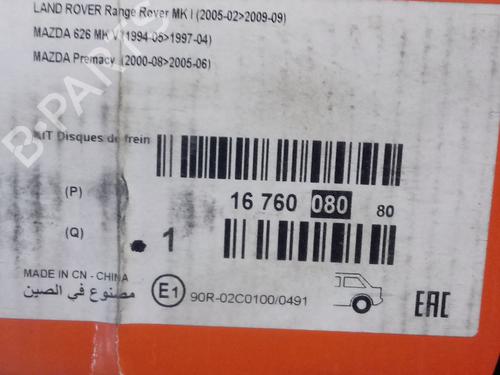 LAND ROVER Range Rover MK I (2005-02>2009-09)
MAZDA 626 MK V (1994-05>1997-04)
MAZDA Premacy (2000-08>2005-06)
KIT Disques de frein
(P)
16 760 080 80
(Q)
1
MADE IN CN - CHINA
مصنوع في الصين
E1 90R-02C0100/0491
EAC
B-PARTS